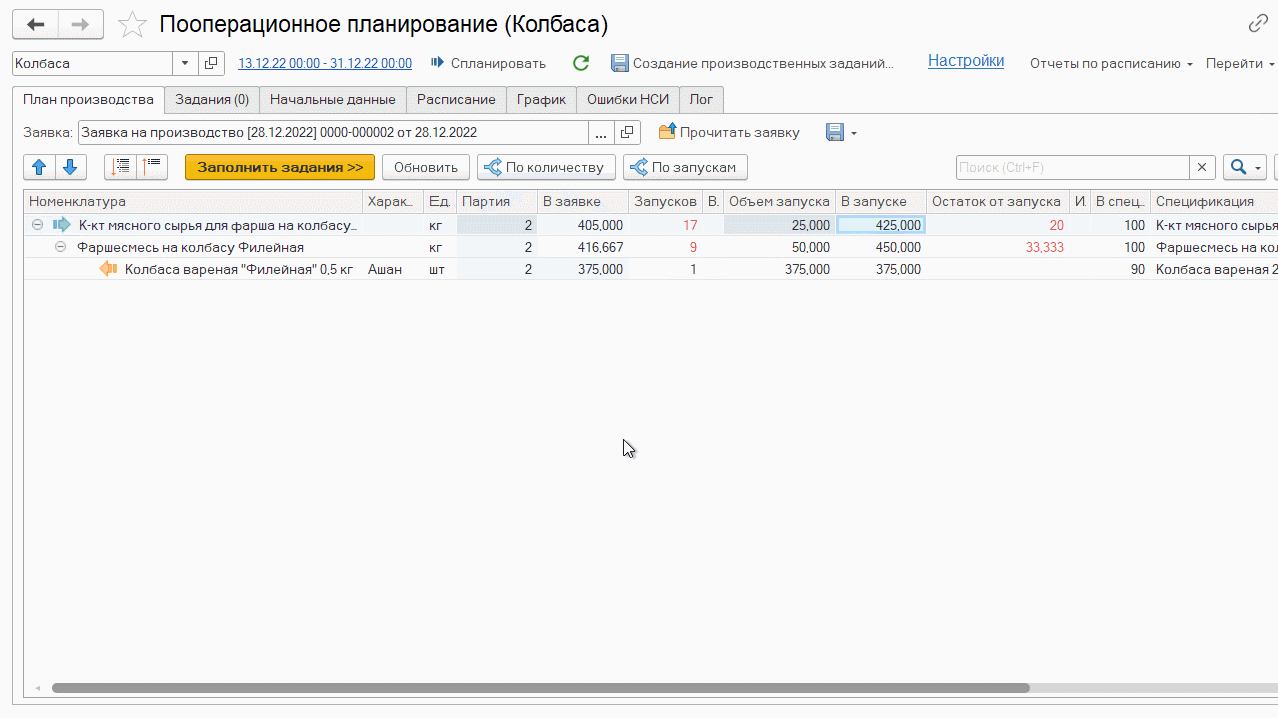 Пооперационное планирование (Колбаса)
Колбаса 13.12.22 00:00 - 31.12.22 00:00 Спланировать Создание производственных заданий... Настройки Отчеты по расписанию Перейти
План производства Задания (0) Начальные данные Расписание График Ошибки НСИ Лог
Заявка: Заявка на производство [28.12.2022] 0000-000002 от 28.12.2022 ... Прочитать заявку
Заполнить задания >> Обновить По количеству По запускам Поиск (Ctrl+F)
Номенклатура Харак... Ед. Партия В заявке Запусков В. Объем запуска В запуске Остаток от запуска И. В спец... Спецификация
К-кт мясного сырья для фарша на колбасу... кг 2 405,000 17 25,000 425,000 20 100 К-кт мясного сырья
Фаршесмесь на колбасу Филейная кг 2 416,667 9 50,000 450,000 33,333 100 Фаршесмесь на ко
Колбаса вареная "Филейная" 0,5 кг Ашан шт 2 375,000 1 375,000 375,000 90 Колбаса вареная 2